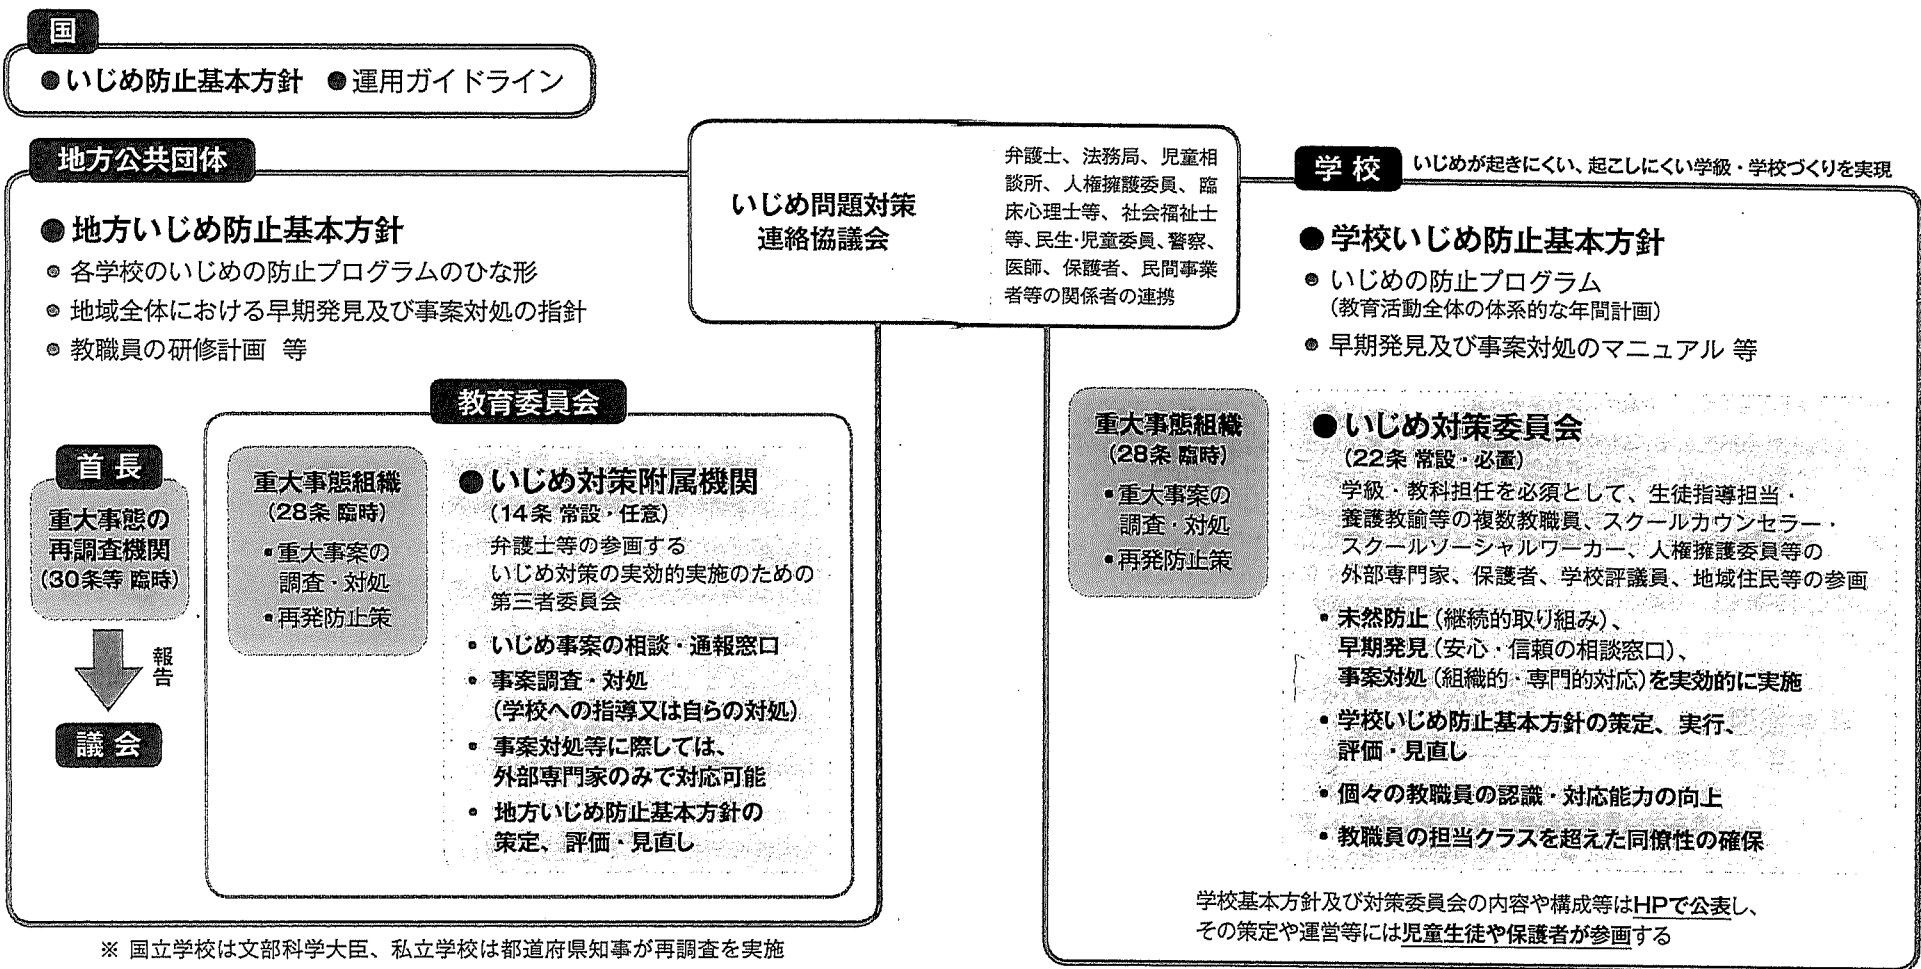 国
●いじめ防止基本方針 ●運用ガイドライン
地方公共団体
●地方いじめ防止基本方針
●各学校のいじめの防止プログラムのひな形
●地域全体における早期発見及び事案対処の指針
●教職員の研修計画 等
首長
重大事態の
再調査機関
(30条等 臨時)
報告
議会
教育委員会
重大事態組織
(28条 臨時)
・重大事案の
調査・対処
・再発防止策
●いじめ対策附属機関
(14条 常設・任意)
弁護士等の参画する
いじめ対策の実効的実施のための
第三者委員会
・いじめ事案の相談・通報窓口
・事案調査・対処
(学校への指導又は自らの対処)
・事案対処等に際しては、
外部専門家のみで対応可能
・地方いじめ防止基本方針の
策定、評価・見直し
※ 国立学校は文部科学大臣、私立学校は都道府県知事が再調査を実施
いじめ問題対策
連絡協議会
弁護士、法務局、児童相
談所、人権擁護委員、臨
床心理士等、社会福祉士
等、民生・児童委員、警察、
医師、保護者、民間事業
者等の関係者の連携
学校
いじめが起きにくい、起こしにくい学級・学校づくりを実現
●学校いじめ防止基本方針
●いじめの防止プログラム
(教育活動全体の体系的な年間計画)
●早期発見及び事案対処のマニュアル 等
重大事態組織
(28条 臨時)
・重大事案の
調査・対処
・再発防止策
●いじめ対策委員会
(22条 常設・必置)
学級・教科担任を必須として、生徒指導担当・
養護教諭等の複数教職員、スクールカウンセラー・
スクールソーシャルワーカー、人権擁護委員等の
外部専門家、保護者、学校評議員、地域住民等の参画
・未然防止(継続的取り組み)、
早期発見(安心・信頼の相談窓口)、
事案対処(組織的・専門的対応)を実効的に実施
・学校いじめ防止基本方針の策定、実行、
評価・見直し
・個々の教職員の認識・対応能力の向上
・教職員の担当クラスを超えた同僚性の確保
学校基本方針及び対策委員会の内容や構成等はHPで公表し、
その策定や運営等には児童生徒や保護者が参画する